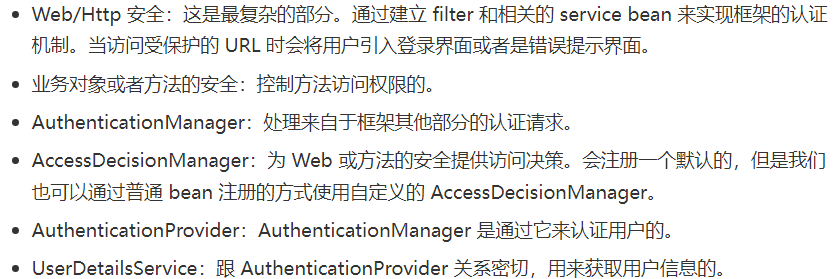 Web/Http 安全：这是最复杂的部分。通过建立 filter 和相关的 service bean 来实现框架的认证
机制。当访问受保护的 URL 时会将用户引入登录界面或者是错误提示界面。
业务对象或者方法的安全：控制方法访问权限的。
AuthenticationManager：处理来自于框架其他部分的认证请求。
AccessDecisionManager：为 Web 或方法的安全提供访问决策。会注册一个默认的，但是我们
也可以通过普通 bean 注册的方式使用自定义的 AccessDecisionManager。
AuthenticationProvider：AuthenticationManager 是通过它来认证用户的。
UserDetailsService：跟 AuthenticationProvider 关系密切，用来获取用户信息的。